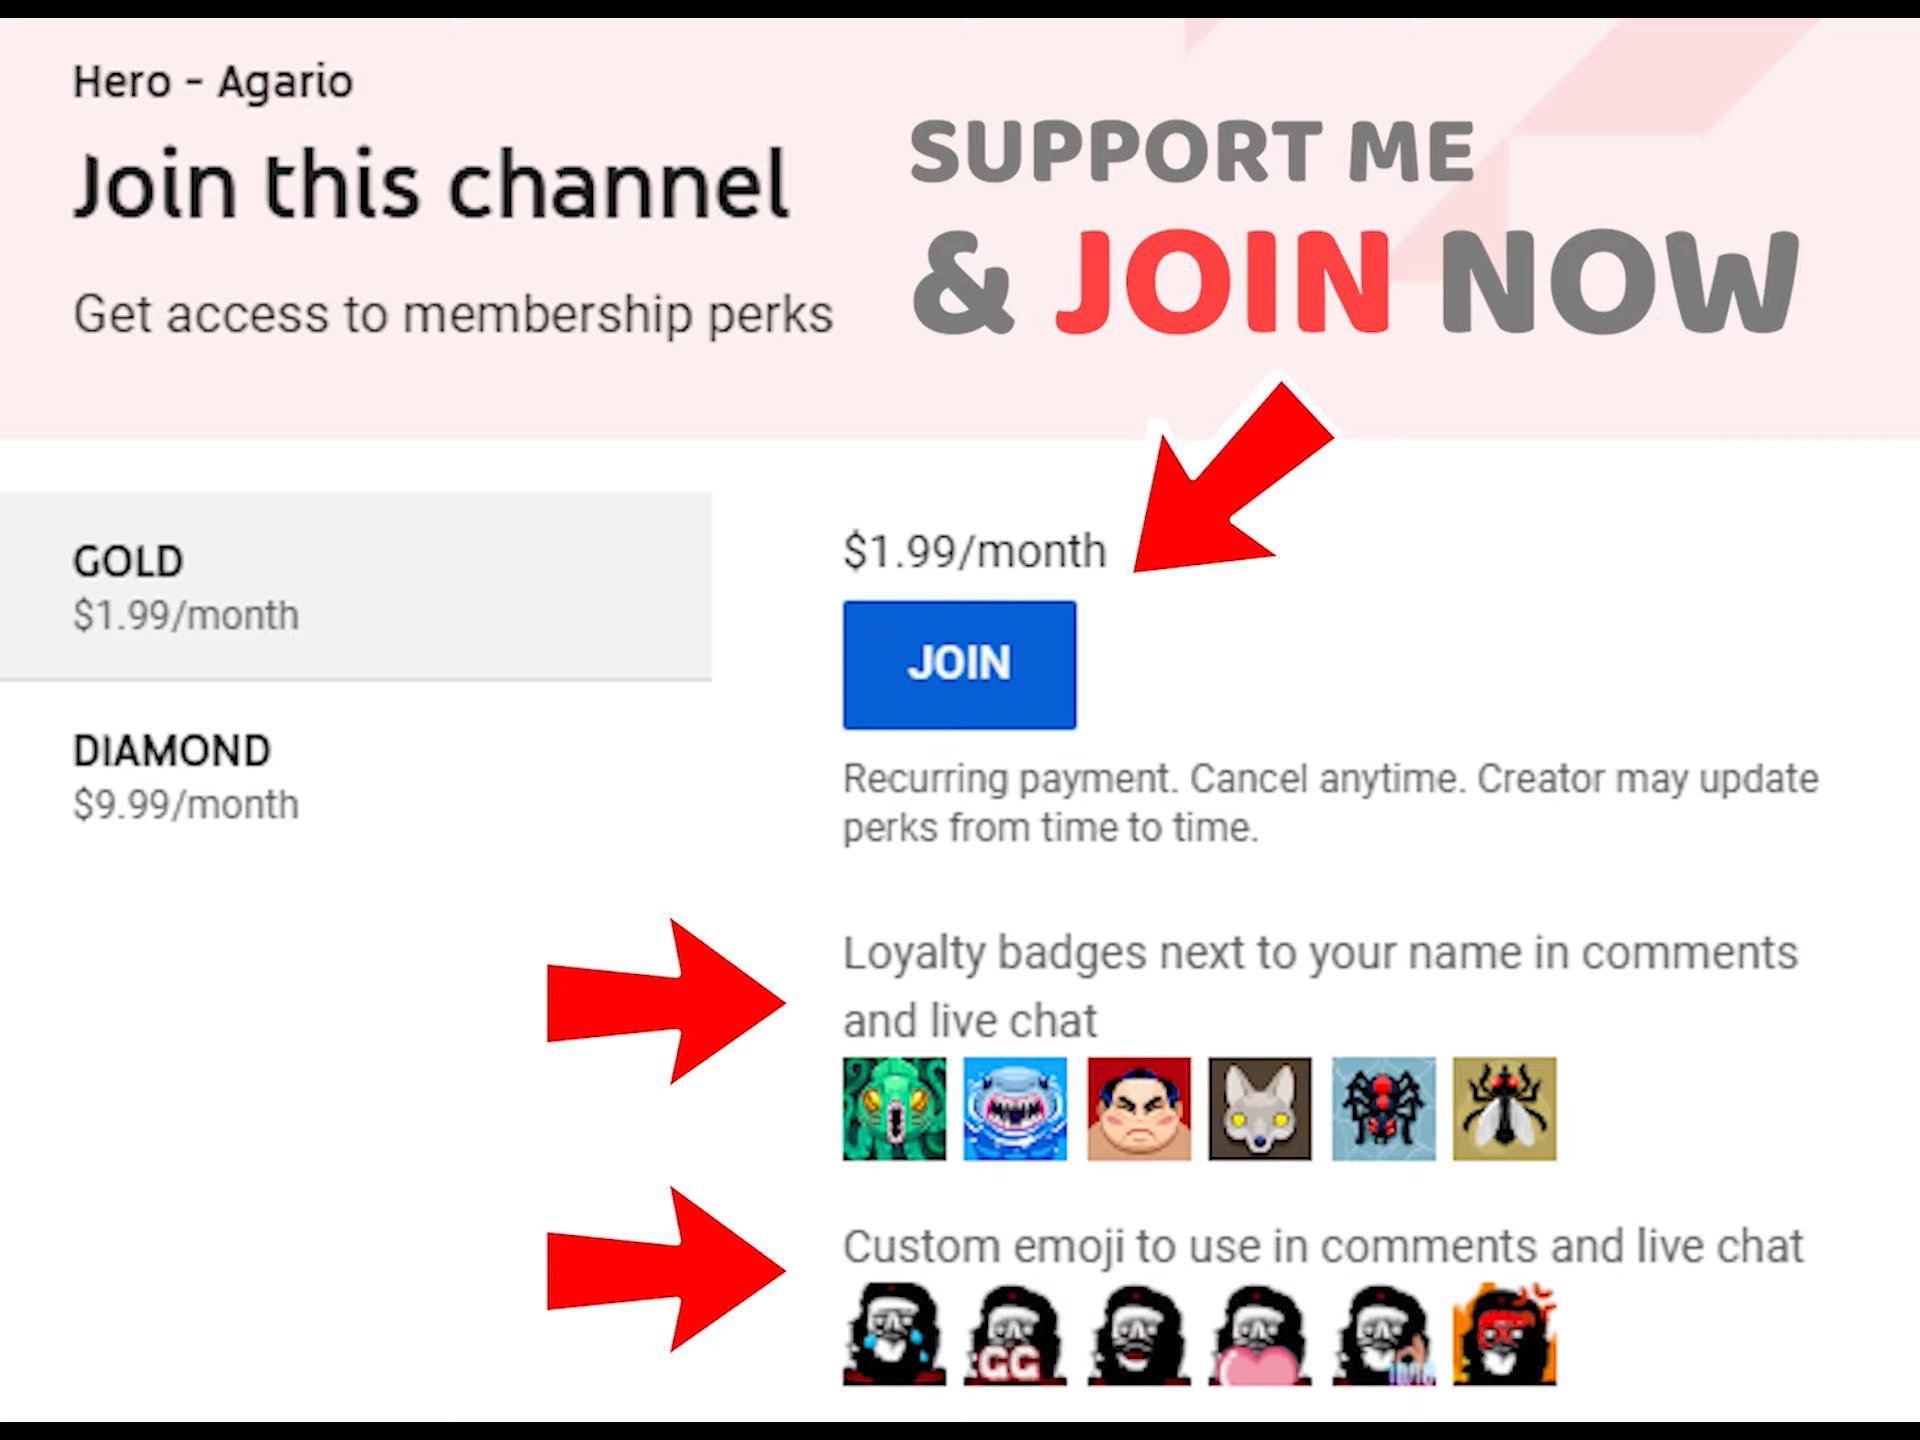 Hero - Agario
Join this channel
Get access to membership perks
SUPPORT ME
& JOIN NOW
GOLD
$1.99/month
DIAMOND
$9.99/month
$1.99/month
JOIN
Recurring payment. Cancel anytime. Creator may update
perks from time to time.
Loyalty badges next to your name in comments
and live chat
Custom emoji to use in comments and live chat
GG